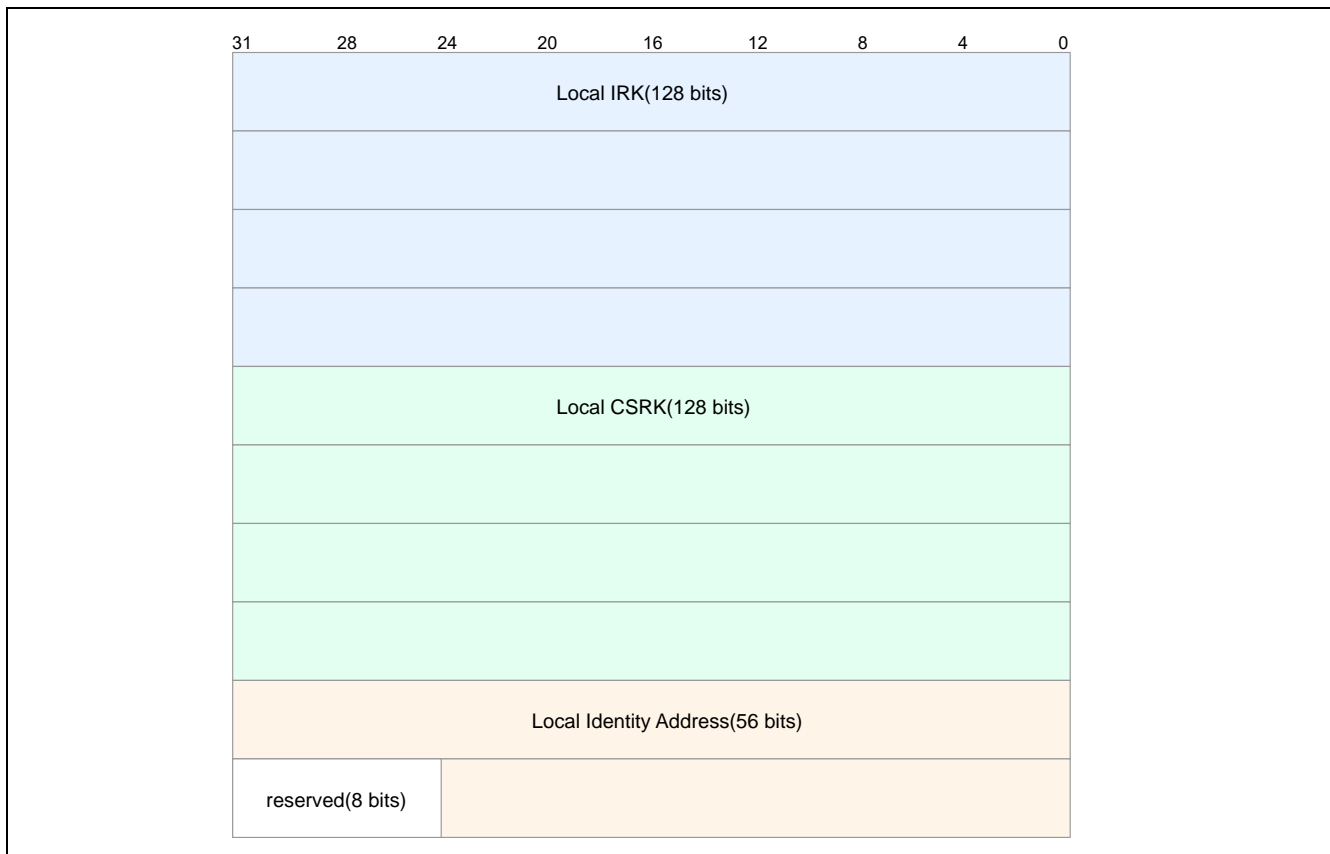 31 28 24 20 16 12 8 4 0
Local IRK(128 bits)
Local CSRK(128 bits)
Local Identity Address(56 bits)
reserved(8 bits)